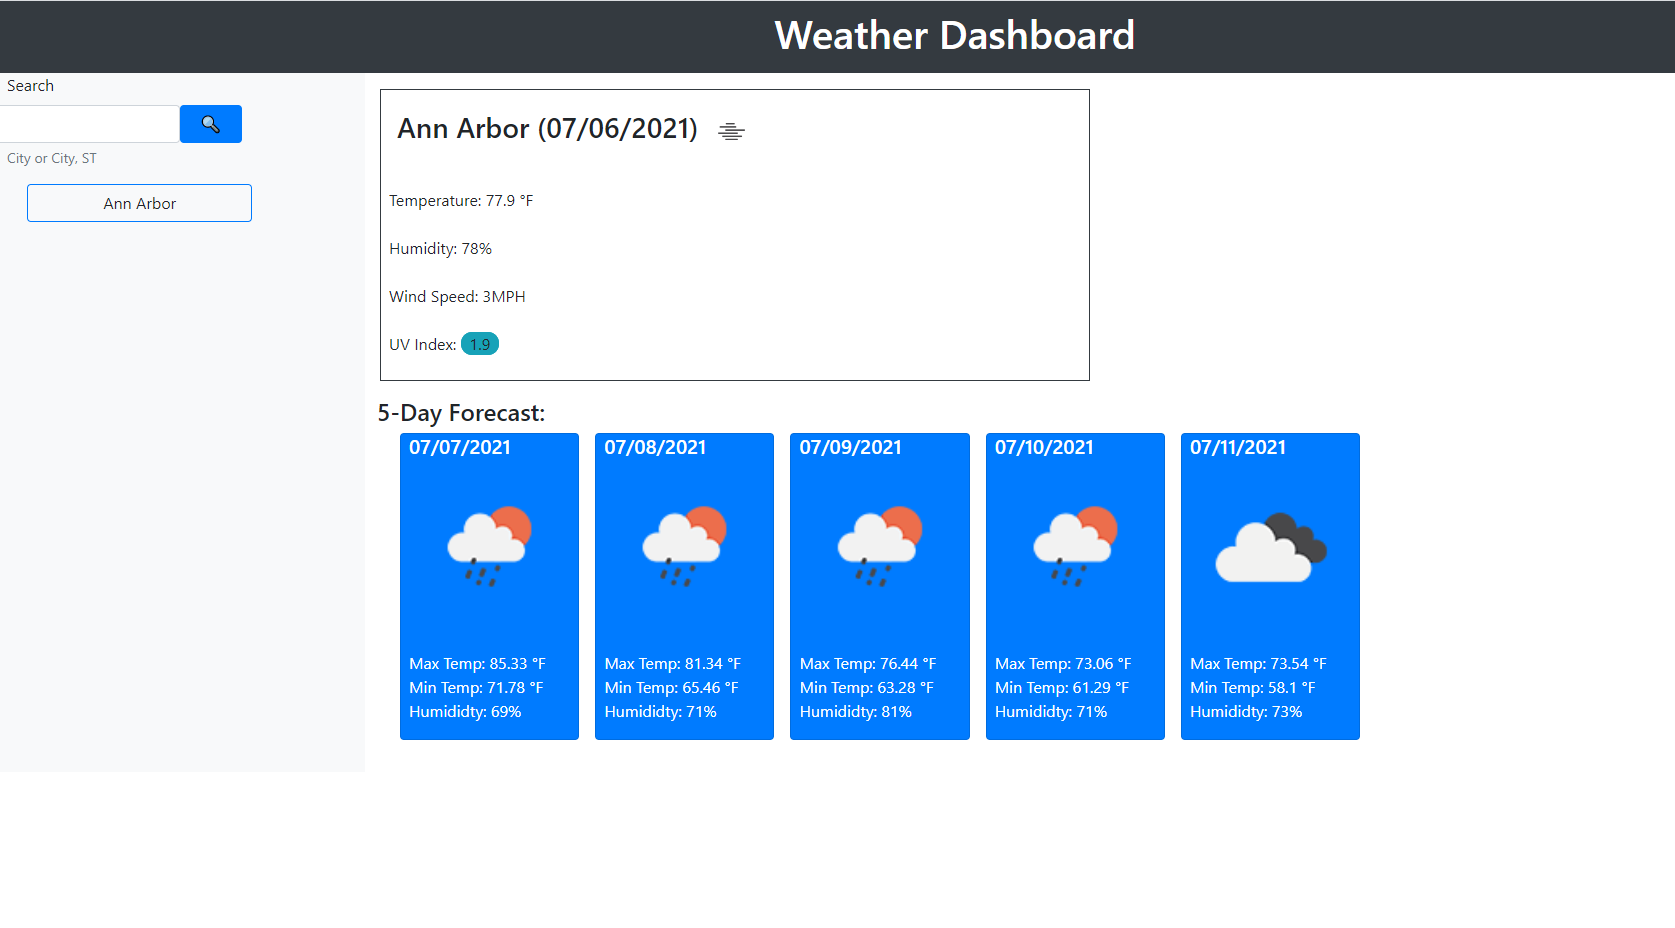 Weather Dashboard
Search
City or City, ST
Ann Arbor
Ann Arbor (07/06/2021)
Temperature: 77.9 °F
Humidity: 78%
Wind Speed: 3MPH
UV Index: 1.9
5-Day Forecast:
07/07/2021
Max Temp: 85.33 °F
Min Temp: 71.78 °F
Humididty: 69%
07/08/2021
Max Temp: 81.34 °F
Min Temp: 65.46 °F
Humididty: 71%
07/09/2021
Max Temp: 76.44 °F
Min Temp: 63.28 °F
Humididty: 81%
07/10/2021
Max Temp: 73.06 °F
Min Temp: 61.29 °F
Humididty: 71%
07/11/2021
Max Temp: 73.54 °F
Min Temp: 58.1 °F
Humididty: 73%